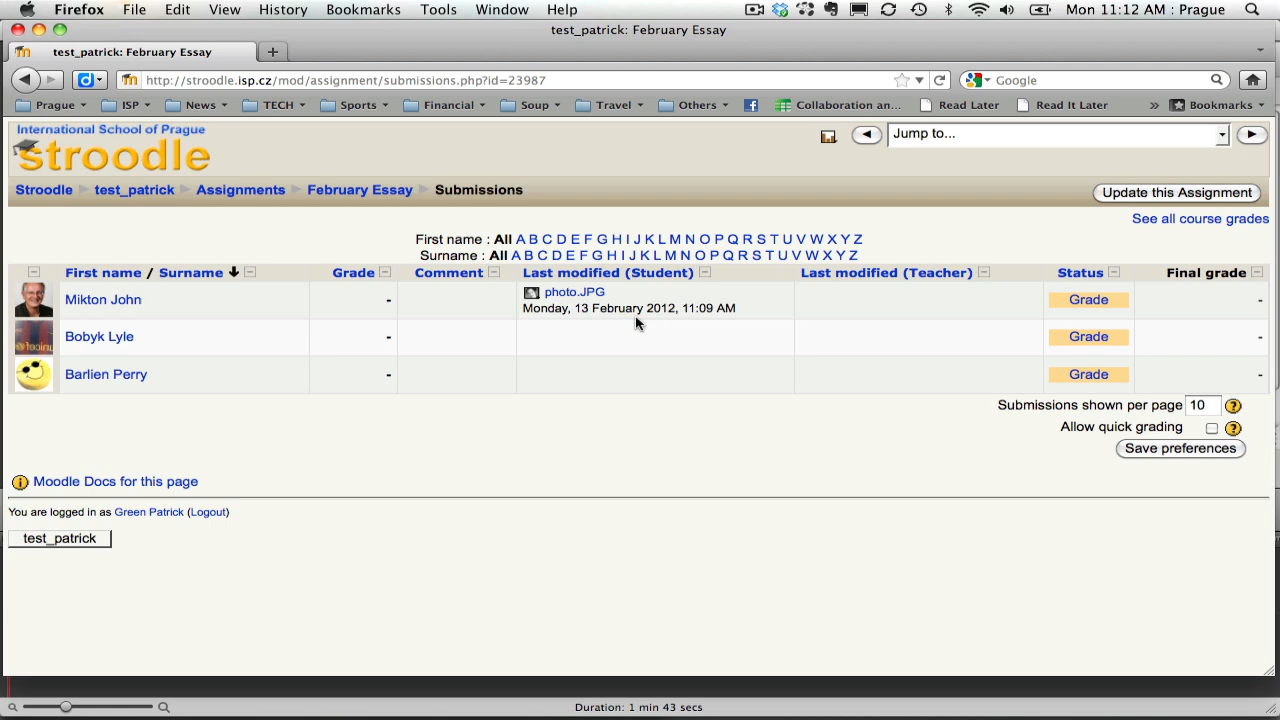 Firefox File Edit View History Bookmarks Tools Window Help Mon 11:12 AM : Prague
test_patrick: February Essay
test_patrick: February Essay
http://stroodle.isp.cz/mod/assignment/submissions.php?id=23987 Google
Prague ISP News TECH Sports Financial Soup Travel Others Collaboration an... Read Later Read It Later » Bookmarks
International School of Prague
stroodle
Jump to...
Stroodle test_patrick Assignments February Essay Submissions Update this Assignment
See all course grades
First name : All A B C D E F G H I J K L M N O P Q R S T U V W X Y Z
Surname : All A B C D E F G H I J K L M N O P Q R S T U V W X Y Z
First name / Surname Grade Comment Last modified (Student) Last modified (Teacher) Status Final grade
Mikton John - photo.JPG Grade -
Monday, 13 February 2012, 11:09 AM
Bobyk Lyle - Grade -
Barlien Perry - Grade -
Submissions shown per page 10 ?
Allow quick grading ?
Save preferences
i Moodle Docs for this page
You are logged in as Green Patrick (Logout)
test_patrick
Duration: 1 min 43 secs